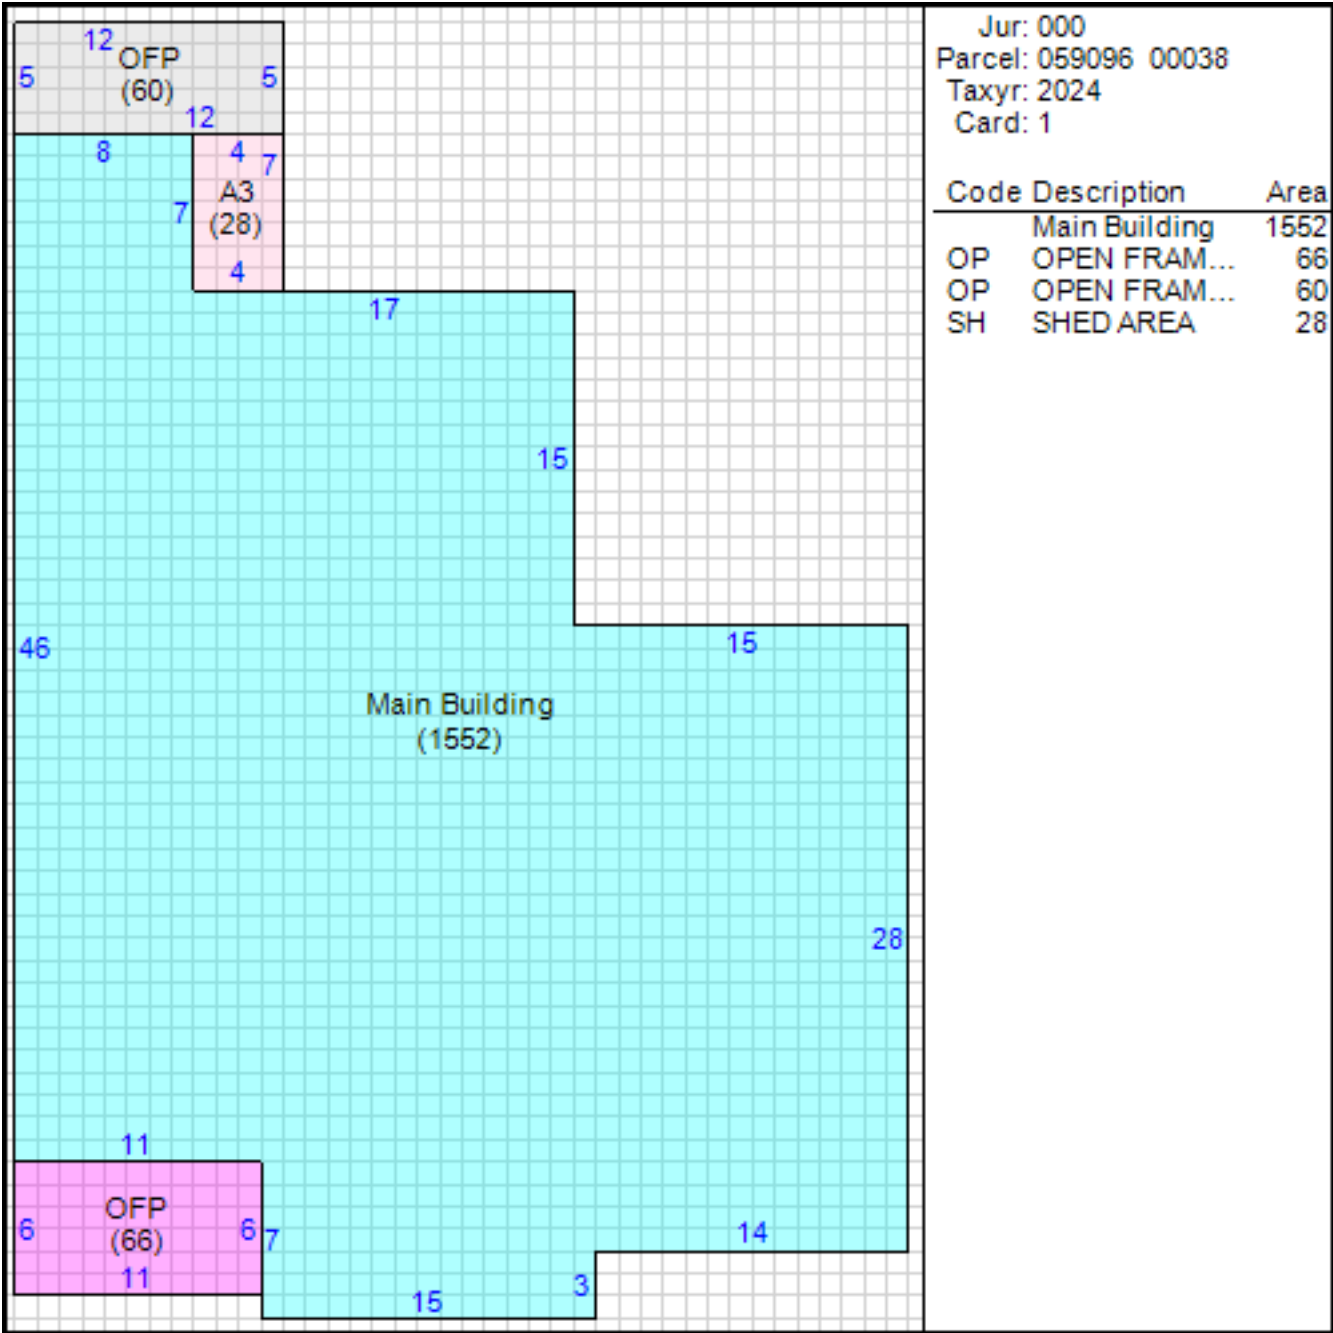 12
OFP
5
5
(60)
12
8
4
7
A3
7
(28)
4
17
15
46
15
Main Building
(1552)
28
11
OFP
6
6
7
(66)
14
11
3
15
Jur: 000
Parcel: 059096 00038
Taxyr: 2024
Card: 1
Code Description Area
Main Building 1552
OP OPEN FRAM... 66
OP OPEN FRAM... 60
SH SHED AREA 28